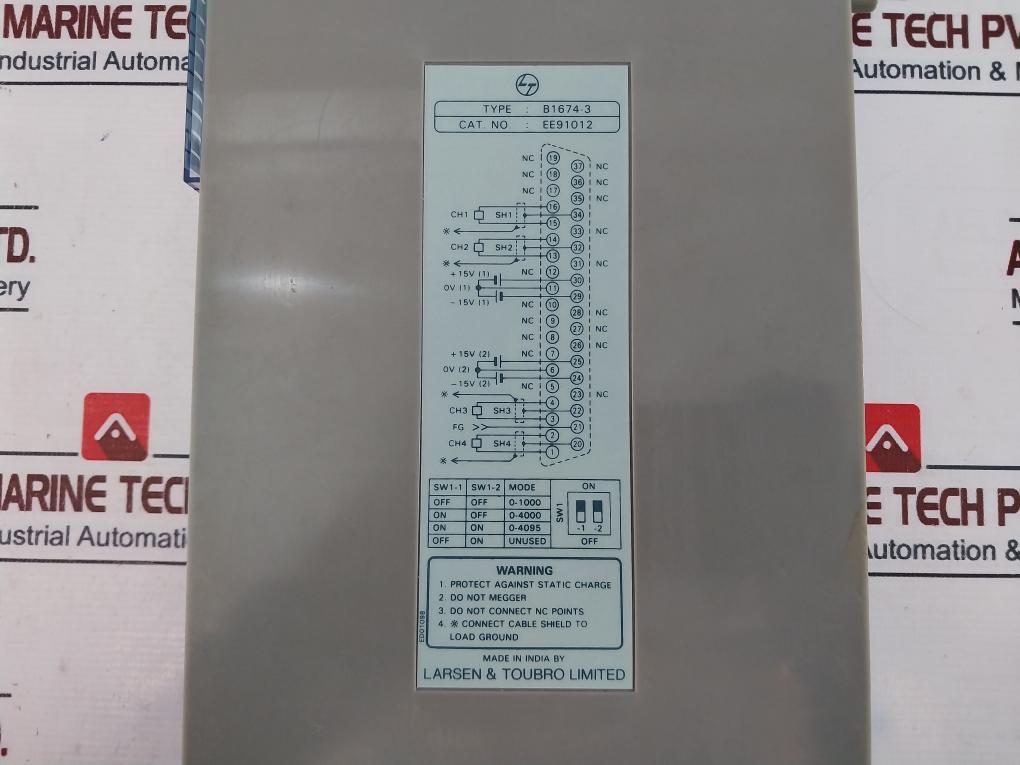 MARINE TE
ndustrial Automa
E TECH PV
Automation & M
TD.
ery
A
MARINE TECH
ustrial Automati
E TECH P
Automation &
LT
TYPE : B1674-3
CAT. NO. : EE91012
NC 19
37 NC
NC 18
36 NC
NC 17
35 NC
16
CH1 SH1 34
15
※ 33 NC
14
CH2 SH2 32
13
※ 31 NC
+15V (1) NC 12
30
0V (1) 11
29
-15V (1) NC 10
28 NC
NC 9
27 NC
NC 8
26 NC
+15V (2) NC 7
25
0V (2) 6
24
-15V (2) NC 5
※ 23 NC
4
CH3 SH3 22
3
FG >> 21
2
CH4 SH4 20
1
※
SW1-1 SW1-2 MODE
OFF OFF 0-1000
ON OFF 0-4000
ON ON 0-4095
OFF ON UNUSED
ON
SW1
-1 -2
OFF
WARNING
1. PROTECT AGAINST STATIC CHARGE
2. DO NOT MEGGER
3. DO NOT CONNECT NC POINTS
4. ※ CONNECT CABLE SHIELD TO
LOAD GROUND
ED01088
MADE IN INDIA BY
LARSEN & TOUBRO LIMITED